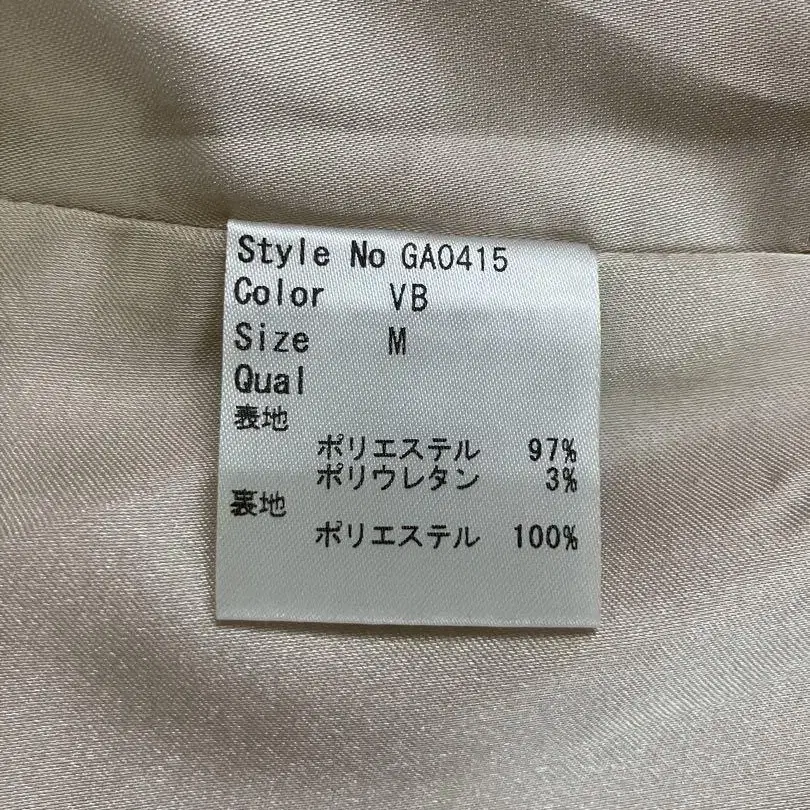 Style No GA0415
Color VB
Size M
Qual
表地
ポリエステル 97%
ポリウレタン 3%
裏地
ポリエステル 100%